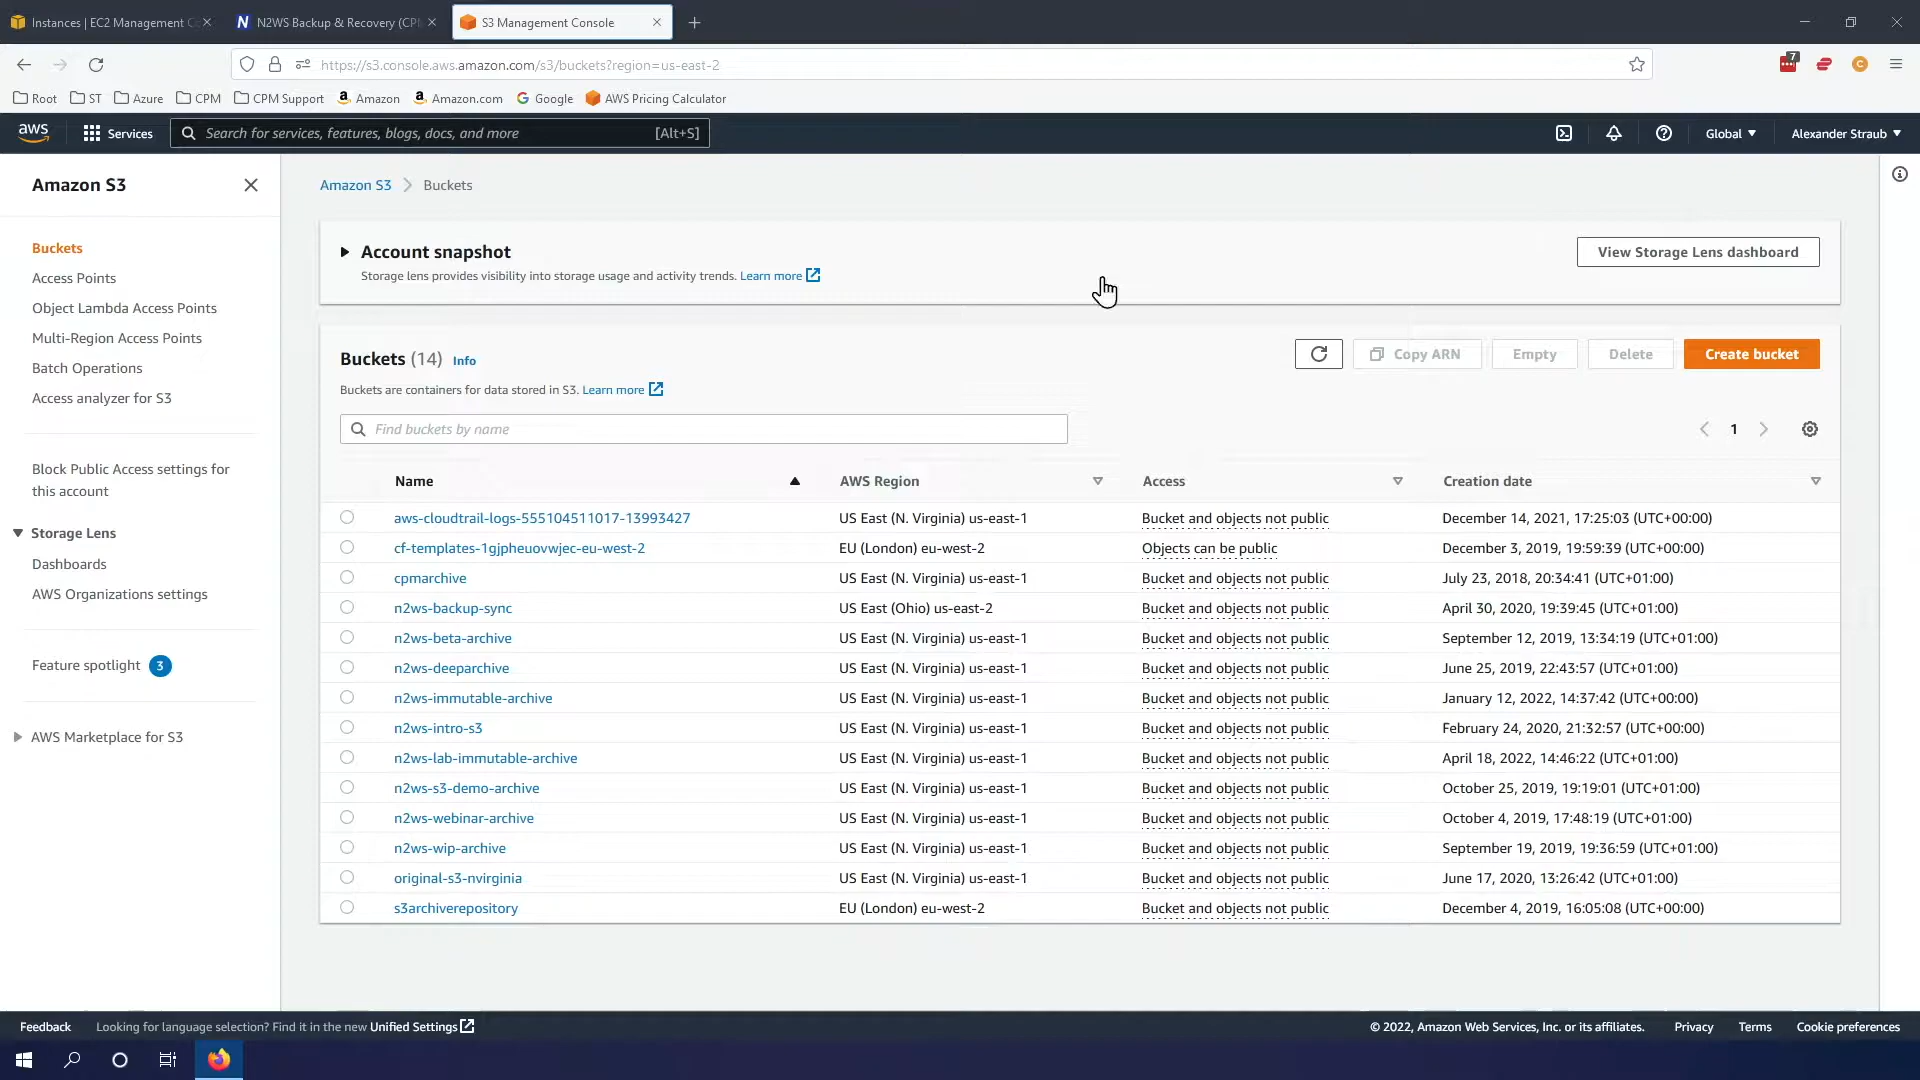 Instances | EC2 Management C
N2WS Backup & Recovery (CP
S3 Management Console
https://s3.console.aws.amazon.com/s3/buckets?region=us-east-2
7
C
Root
ST
Azure
CPM
CPM Support
Amazon
Amazon.com
Google
AWS Pricing Calculator
aws
Services
Search for services, features, blogs, docs, and more
[Alt+S]
Global
Alexander Straub
Amazon S3
Buckets
Access Points
Object Lambda Access Points
Multi-Region Access Points
Batch Operations
Access analyzer for S3
Block Public Access settings for
this account
Storage Lens
Dashboards
AWS Organizations settings
Feature spotlight 3
AWS Marketplace for S3
Amazon S3 > Buckets
Account snapshot
Storage lens provides visibility into storage usage and activity trends. Learn more
View Storage Lens dashboard
Buckets (14) Info
Buckets are containers for data stored in S3. Learn more
Copy ARN
Empty
Delete
Create bucket
Find buckets by name
1
Name AWS Region Access Creation date
aws-cloudtrail-logs-555104511017-13993427 US East (N. Virginia) us-east-1 Bucket and objects not public December 14, 2021, 17:25:03 (UTC+00:00)
cf-templates-1gjpheuovwjec-eu-west-2 EU (London) eu-west-2 Objects can be public December 3, 2019, 19:59:39 (UTC+00:00)
cpmarchive US East (N. Virginia) us-east-1 Bucket and objects not public July 23, 2018, 20:34:41 (UTC+01:00)
n2ws-backup-sync US East (Ohio) us-east-2 Bucket and objects not public April 30, 2020, 19:39:45 (UTC+01:00)
n2ws-beta-archive US East (N. Virginia) us-east-1 Bucket and objects not public September 12, 2019, 13:34:19 (UTC+01:00)
n2ws-deeparchive US East (N. Virginia) us-east-1 Bucket and objects not public June 25, 2019, 22:43:57 (UTC+01:00)
n2ws-immutable-archive US East (N. Virginia) us-east-1 Bucket and objects not public January 12, 2022, 14:37:42 (UTC+00:00)
n2ws-intro-s3 US East (N. Virginia) us-east-1 Bucket and objects not public February 24, 2020, 21:32:57 (UTC+00:00)
n2ws-lab-immutable-archive US East (N. Virginia) us-east-1 Bucket and objects not public April 18, 2022, 14:46:22 (UTC+01:00)
n2ws-s3-demo-archive US East (N. Virginia) us-east-1 Bucket and objects not public October 25, 2019, 19:19:01 (UTC+01:00)
n2ws-webinar-archive US East (N. Virginia) us-east-1 Bucket and objects not public October 4, 2019, 17:48:19 (UTC+01:00)
n2ws-wip-archive US East (N. Virginia) us-east-1 Bucket and objects not public September 19, 2019, 19:36:59 (UTC+01:00)
original-s3-nvirginia US East (N. Virginia) us-east-1 Bucket and objects not public June 17, 2020, 13:26:42 (UTC+01:00)
s3archiverepository EU (London) eu-west-2 Bucket and objects not public December 4, 2019, 16:05:08 (UTC+00:00)
Feedback
Looking for language selection? Find it in the new Unified Settings
© 2022, Amazon Web Services, Inc. or its affiliates.
Privacy
Terms
Cookie preferences